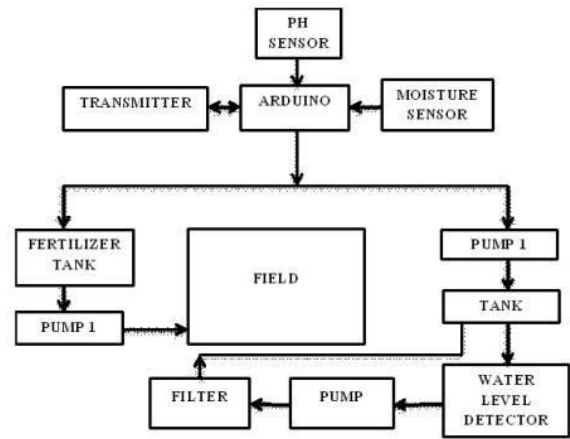 PH
SENSOR
TRANSMITTER
ARDUINO
MOISTURE
SENSOR
FERTILIZER
TANK
FIELD
PUMP 1
TANK
PUMP 1
FILTER
PUMP
WATER
LEVEL
DETECTOR